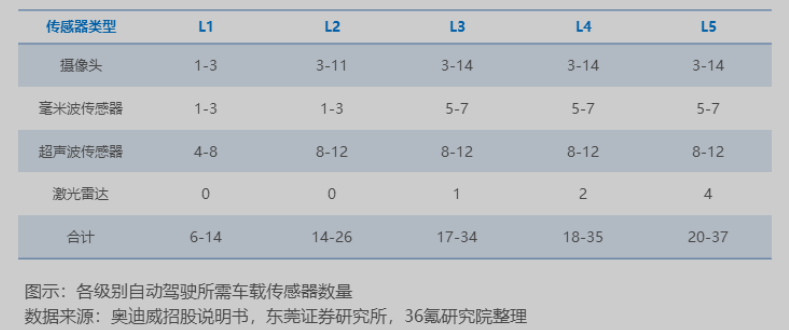 传感器类型 L1 L2 L3 L4 L5
摄像头 1-3 3-11 3-14 3-14 3-14
毫米波传感器 1-3 1-3 5-7 5-7 5-7
超声波传感器 4-8 8-12 8-12 8-12 8-12
激光雷达 0 0 1 2 4
合计 6-14 14-26 17-34 18-35 20-37
图示：各级别自动驾驶所需车载传感器数量
数据来源：奥迪威招股说明书，东莞证券研究所，36氪研究院整理